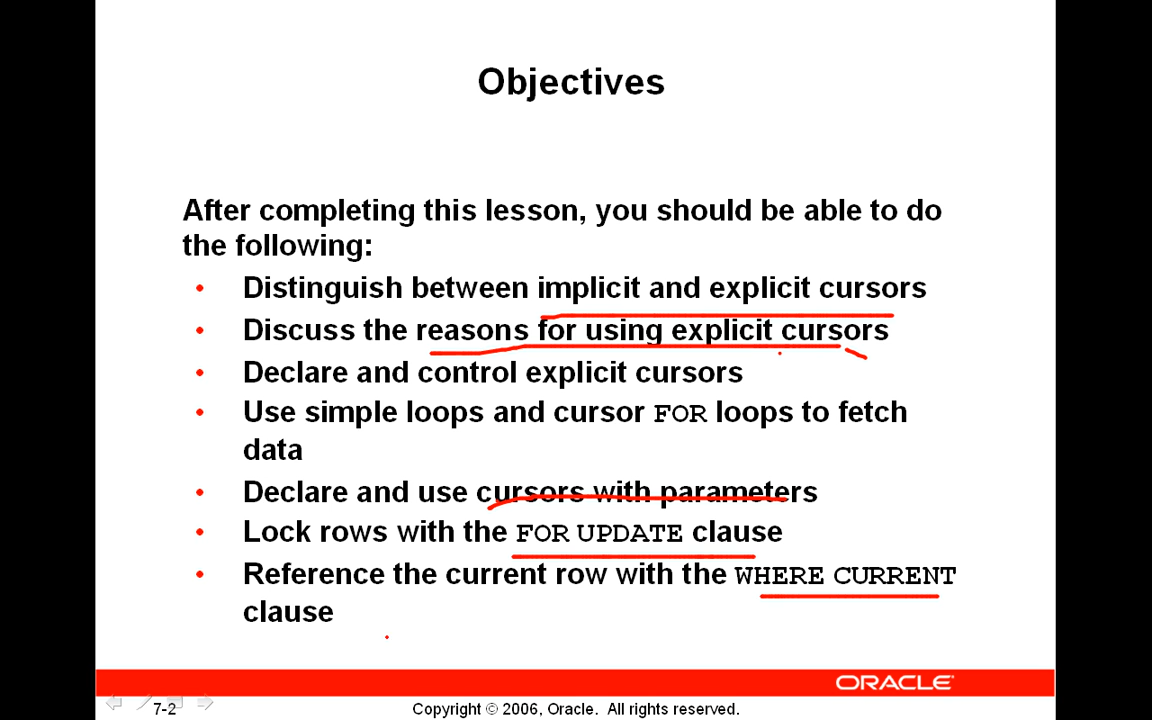 Objectives
After completing this lesson, you should be able to do
the following:
• Distinguish between implicit and explicit cursors
• Discuss the reasons for using explicit cursors
• Declare and control explicit cursors
• Use simple loops and cursor FOR loops to fetch
data
• Declare and use cursors with parameters
• Lock rows with the FOR UPDATE clause
• Reference the current row with the WHERE CURRENT
clause
ORACLE®
7-2 Copyright © 2006, Oracle. All rights reserved.